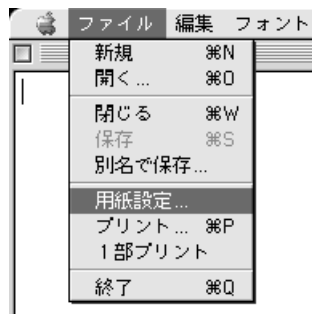 ファイル 編集 フォント
新規 ⌘N
開く... ⌘O
閉じる ⌘W
保存 ⌘S
別名で保存...
用紙設定...
プリント... ⌘P
1部プリント
終了 ⌘Q